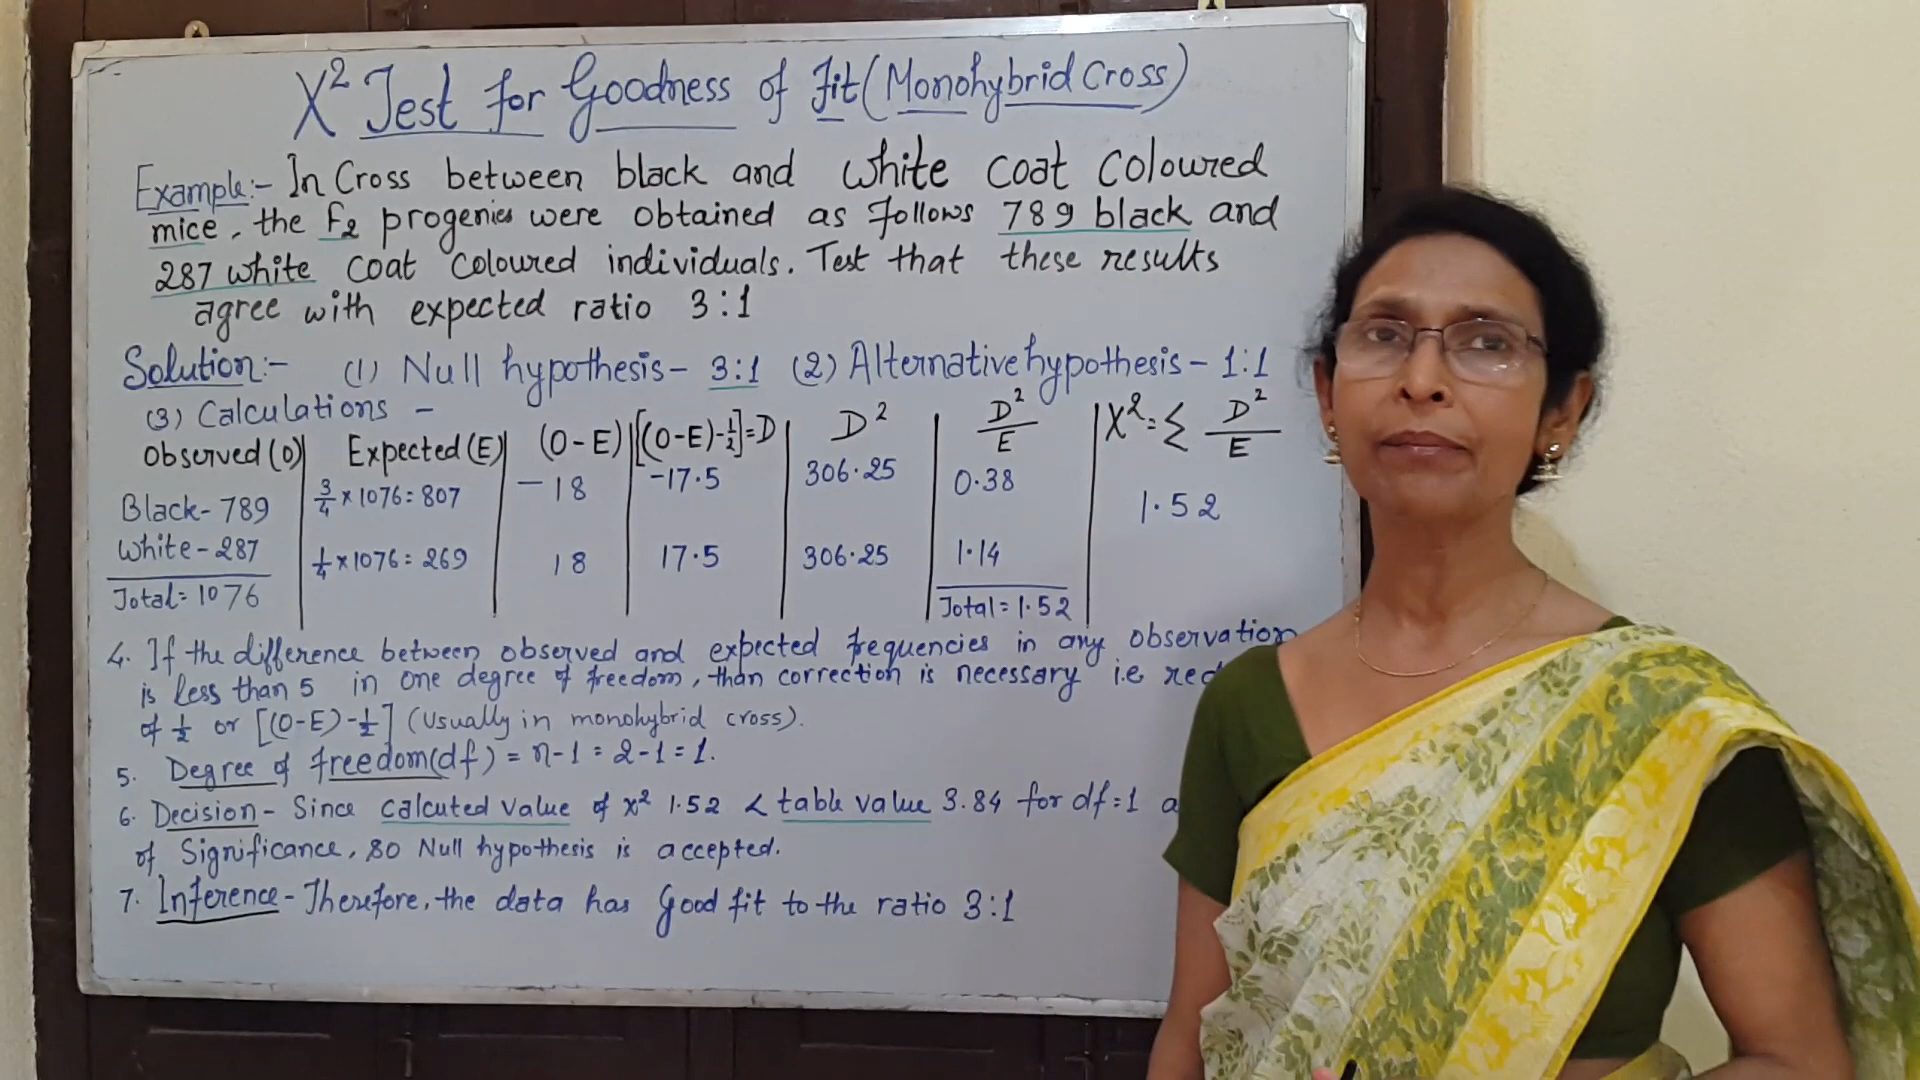 X² Test for Goodness of Fit (Monohybrid Cross)
Example:- In Cross between black and white coat coloured
mice, the F2 progenies were obtained as follows 789 black and
287 white coat coloured individuals. Test that these results
agree with expected ratio 3:1
Solution:- (1) Null hypothesis - 3:1 (2) Alternative hypothesis - 1:1
(3) Calculations -
Observed (O) | Expected (E) | (O-E) | [(O-E)-½]=D | D² | D²/E | X²=Σ D²/E
Black - 789 | ¾ × 1076 = 807 | -18 | -17.5 | 306.25 | 0.38 | 1.52
White - 287 | ¼ × 1076 = 269 | 18 | 17.5 | 306.25 | 1.14
Total = 1076 | Total = 1.52
4. If the difference between observed and expected frequencies in any observation
is less than 5 in one degree of freedom, than correction is necessary i.e
of ½ or [(O-E)-½] (Usually in monohybrid cross).
5. Degree of freedom (df) = n-1 = 2-1 = 1.
6. Decision - Since calcuted value of x² 1.52 < table value 3.84 for df=1
of Significance, so Null hypothesis is accepted.
7. Inference - Therefore, the data has Good fit to the ratio 3:1